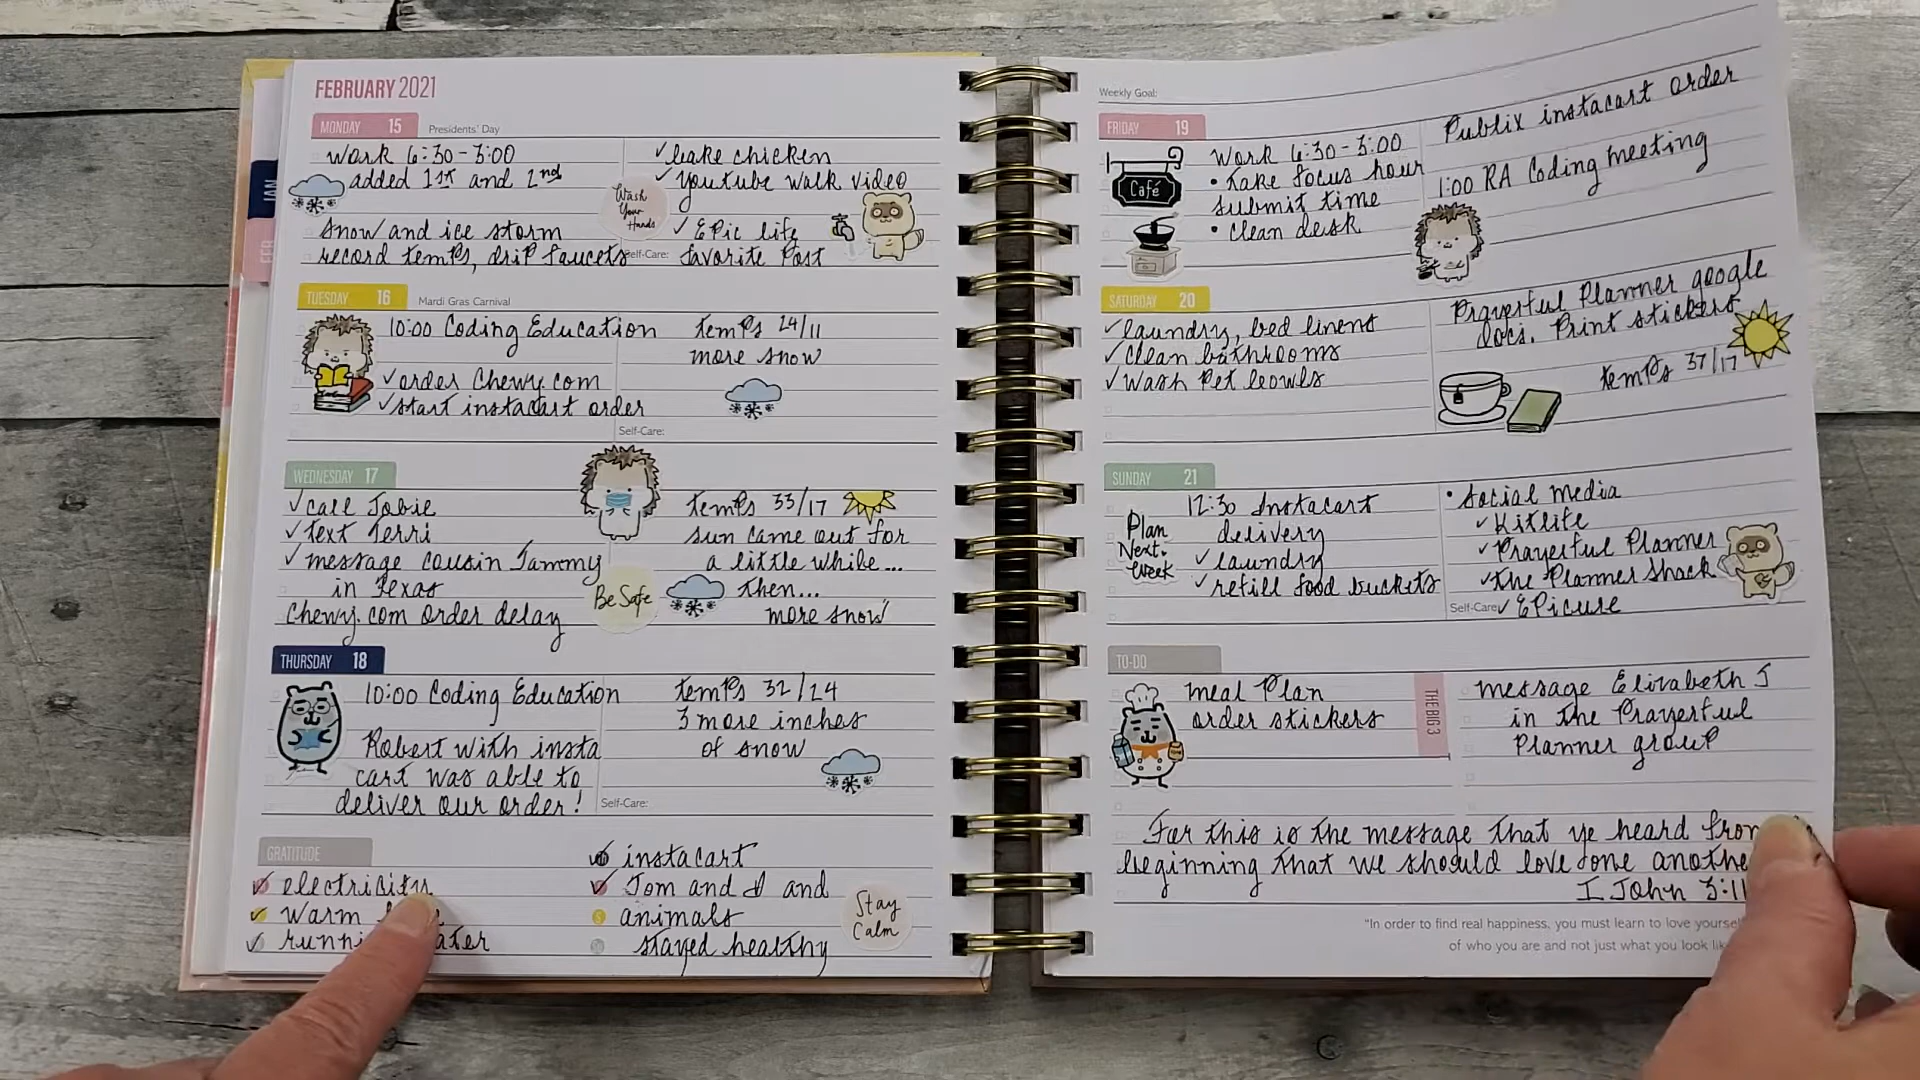 FEBRUARY 2021
MONDAY 15 Presidents' Day
Work 6:30-3:00
added 1st and 2nd
snow and ice storm
record temps, drip faucets
✓bake chicken
✓youtube walk video
Wash
Your
Hands
✓ Epic life
Self-Care: favorite post
TUESDAY 16 Mardi Gras Carnival
10:00 Coding Education
✓order Chewy.com
✓start instacart order
temps 24/11
more snow
Self-Care:
WEDNESDAY 17
✓call Jobie
✓text Terri
✓message cousin Tammy
in Texas
Chewy.com order delay
temps 33/17
sun came out for
a little while...
then...
more snow
Be Safe
THURSDAY 18
10:00 Coding Education
Robert with insta
cart was able to
deliver our order!
temps 32/24
3 more inches
of snow
Self-Care:
GRATITUDE
✓electricity
✓warm
✓
✓instacart
✓Tom and I and
animals
stayed healthy
Stay
Calm
JAN
FEB
Weekly Goal:
FRIDAY 19
Café
Work 6:30-3:00
• take focus hour
submit time
• clean desk
Publix instacart order
1:00 RA Coding meeting
SATURDAY 20
✓laundry, bed linens
✓clean bathrooms
✓wash pet bowls
Prayerful Planner google
docs. Print stickers
temps 37/17
SUNDAY 21
Plan
Next
Week
12:30 Instacart
delivery
✓ laundry
✓refill food buckets
• social media
✓Kitlife
✓Prayerful Planner
✓the Planner Shack
Self-Care ✓Epicure
TO-DO
meal plan
order stickers
THE BIG 3
message Elizabeth J
in the Prayerful
Planner group
For this is the message that ye heard from
beginning that we should love one
I John 3:11
"In order to find real happiness, you must learn to love
of who you are and not just what you look